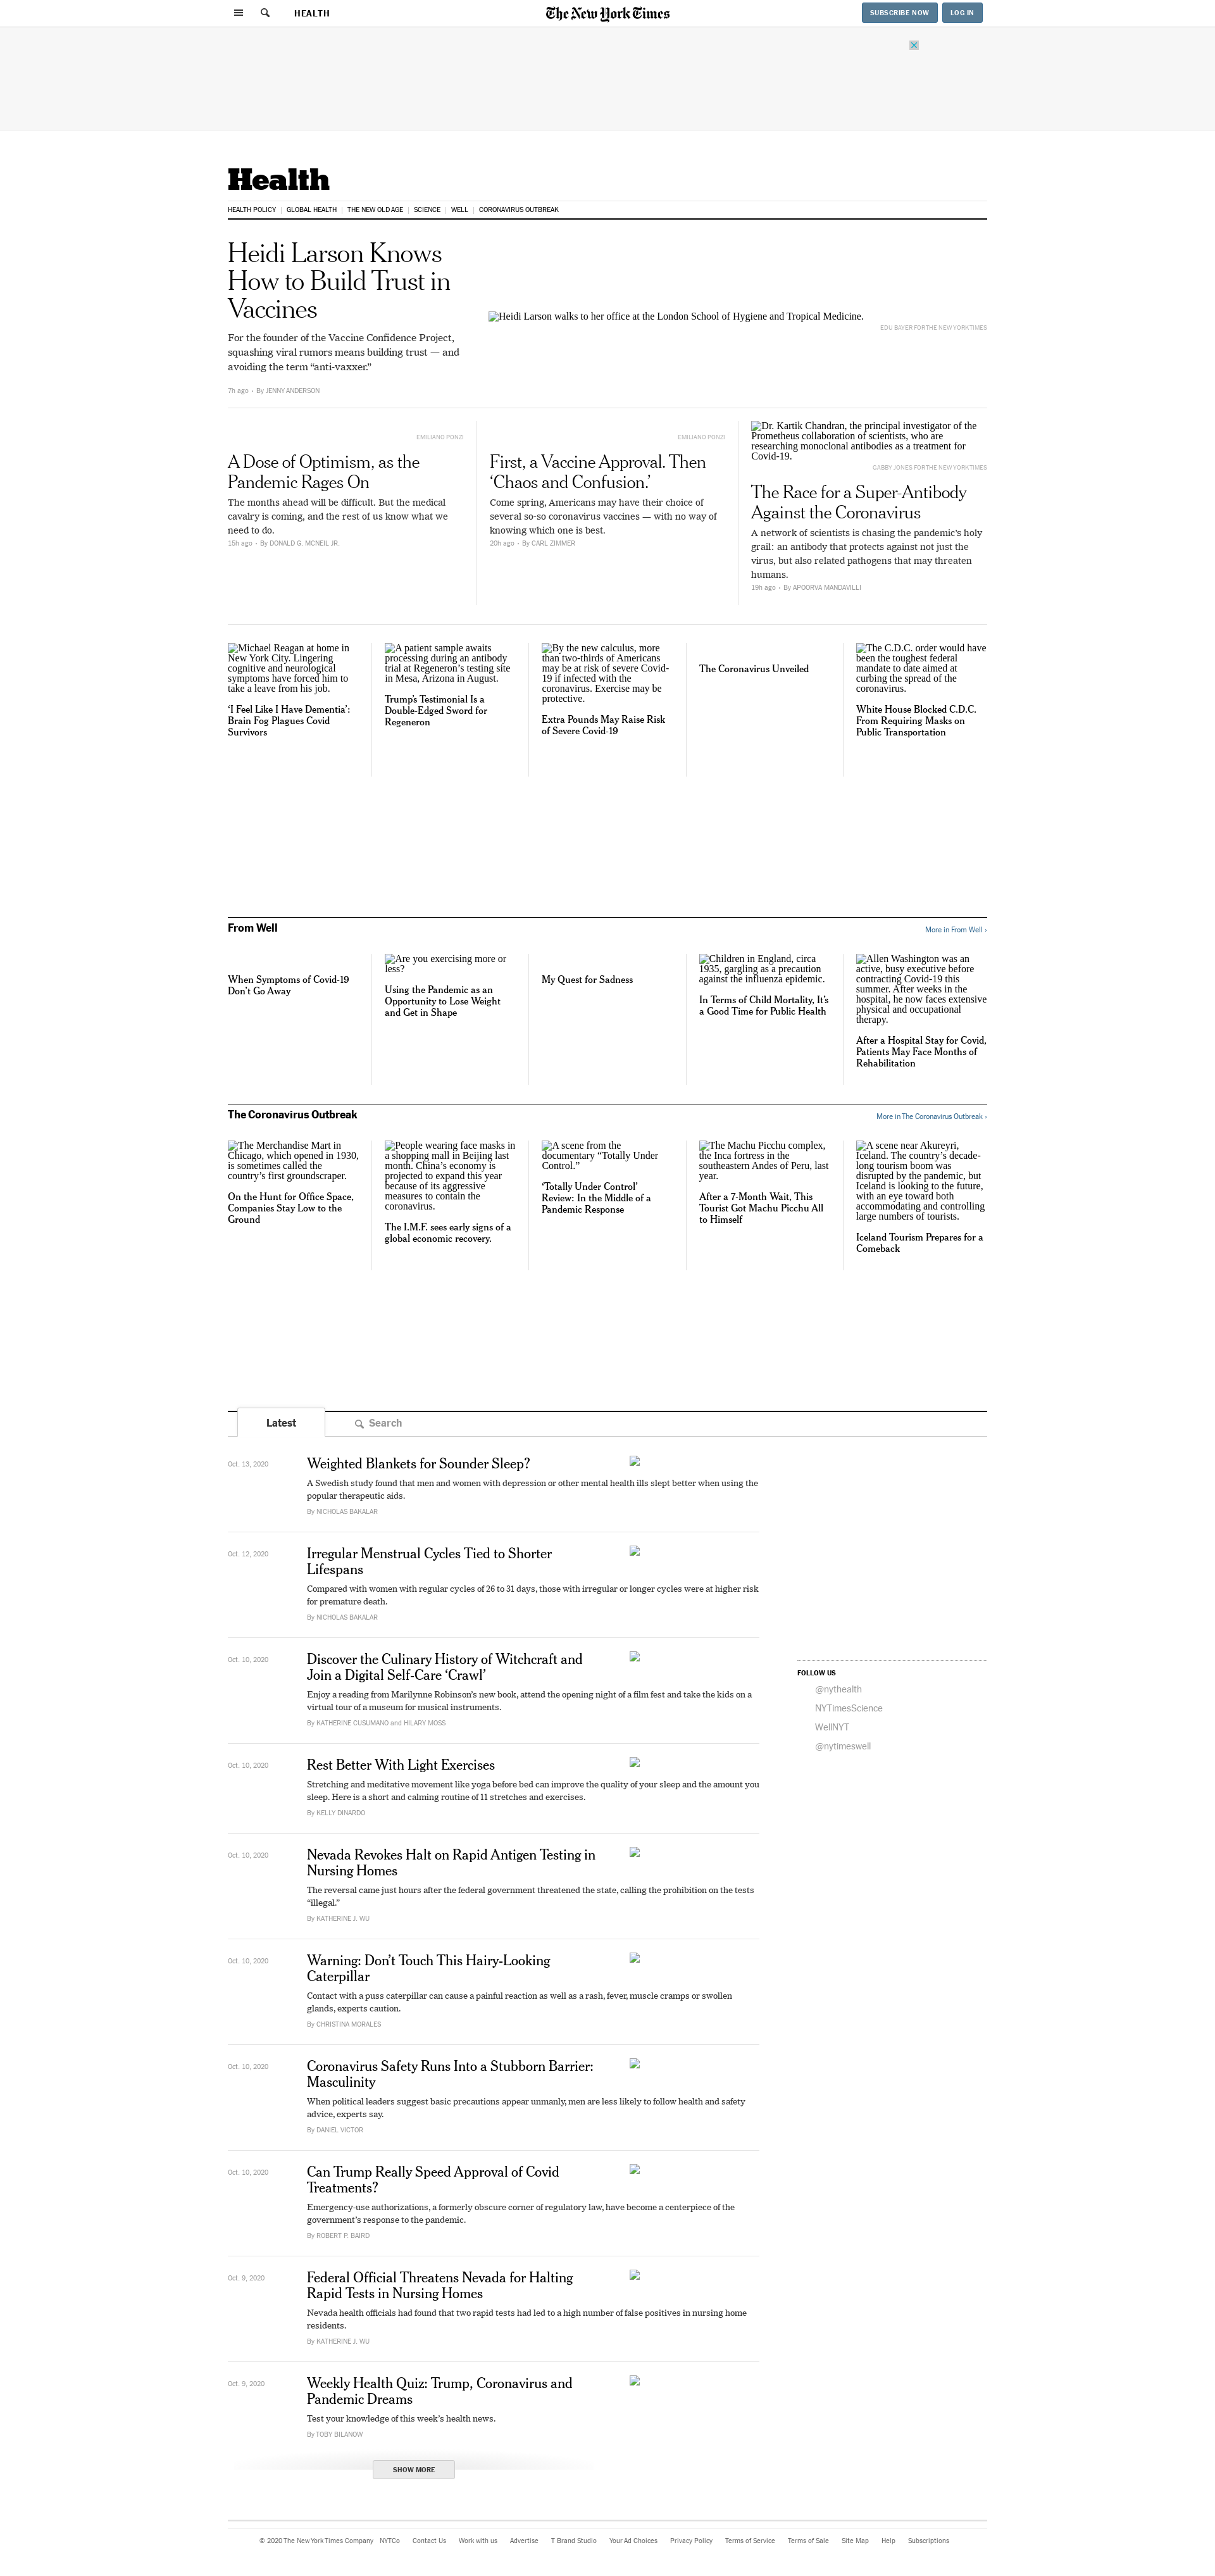 HEALTH
The New York Times
SUBSCRIBE NOW
LOG IN
Health
HEALTH POLICY
GLOBAL HEALTH
THE NEW OLD AGE
SCIENCE
WELL
CORONAVIRUS OUTBREAK
Heidi Larson Knows
How to Build Trust in
Vaccines
For the founder of the Vaccine Confidence Project,
squashing viral rumors means building trust — and
avoiding the term “anti-vaxxer.”
7h ago • By JENNY ANDERSON
Heidi Larson walks to her office at the London School of Hygiene and Tropical Medicine.
EDU BAYER FOR THE NEW YORK TIMES
EMILIANO PONZI
A Dose of Optimism, as the
Pandemic Rages On
The months ahead will be difficult. But the medical
cavalry is coming, and the rest of us know what we
need to do.
15h ago • By DONALD G. MCNEIL JR.
EMILIANO PONZI
First, a Vaccine Approval. Then
‘Chaos and Confusion.’
Come spring, Americans may have their choice of
several so-so coronavirus vaccines — with no way of
knowing which one is best.
20h ago • By CARL ZIMMER
Dr. Kartik Chandran, the principal investigator of the
Prometheus collaboration of scientists, who are
researching monoclonal antibodies as a treatment for
Covid-19.
GABBY JONES FOR THE NEW YORK TIMES
The Race for a Super-Antibody
Against the Coronavirus
A network of scientists is chasing the pandemic’s holy
grail: an antibody that protects against not just the
virus, but also related pathogens that may threaten
humans.
19h ago • By APOORVA MANDAVILLI
Michael Reagan at home in
New York City. Lingering
cognitive and neurological
symptoms have forced him to
take a leave from his job.
‘I Feel Like I Have Dementia’:
Brain Fog Plagues Covid
Survivors
A patient sample awaits
processing during an antibody
trial at Regeneron’s testing site
in Mesa, Arizona in August.
Trump’s Testimonial Is a
Double-Edged Sword for
Regeneron
By the new calculus, more
than two-thirds of Americans
may be at risk of severe Covid-
19 if infected with the
coronavirus. Exercise may be
protective.
Extra Pounds May Raise Risk
of Severe Covid-19
The Coronavirus Unveiled
The C.D.C. order would have
been the toughest federal
mandate to date aimed at
curbing the spread of the
coronavirus.
White House Blocked C.D.C.
From Requiring Masks on
Public Transportation
From Well
More in From Well ›
When Symptoms of Covid-19
Don’t Go Away
Are you exercising more or
less?
Using the Pandemic as an
Opportunity to Lose Weight
and Get in Shape
My Quest for Sadness
Children in England, circa
1935, gargling as a precaution
against the influenza epidemic.
In Terms of Child Mortality, It’s
a Good Time for Public Health
Allen Washington was an
active, busy executive before
contracting Covid-19 this
summer. After weeks in the
hospital, he now faces extensive
physical and occupational
therapy.
After a Hospital Stay for Covid,
Patients May Face Months of
Rehabilitation
The Coronavirus Outbreak
More in The Coronavirus Outbreak ›
The Merchandise Mart in
Chicago, which opened in 1930,
is sometimes called the
country’s first groundscraper.
On the Hunt for Office Space,
Companies Stay Low to the
Ground
People wearing face masks in
a shopping mall in Beijing last
month. China’s economy is
projected to expand this year
because of its aggressive
measures to contain the
coronavirus.
The I.M.F. sees early signs of a
global economic recovery.
A scene from the
documentary “Totally Under
Control.”
‘Totally Under Control’
Review: In the Middle of a
Pandemic Response
The Machu Picchu complex,
the Inca fortress in the
southeastern Andes of Peru, last
year.
After a 7-Month Wait, This
Tourist Got Machu Picchu All
to Himself
A scene near Akureyri,
Iceland. The country’s decade-
long tourism boom was
disrupted by the pandemic, but
Iceland is looking to the future,
with an eye toward both
accommodating and controlling
large numbers of tourists.
Iceland Tourism Prepares for a
Comeback
Latest
Search
Oct. 13, 2020
Weighted Blankets for Sounder Sleep?
A Swedish study found that men and women with depression or other mental health ills slept better when using the
popular therapeutic aids.
By NICHOLAS BAKALAR
Oct. 12, 2020
Irregular Menstrual Cycles Tied to Shorter
Lifespans
Compared with women with regular cycles of 26 to 31 days, those with irregular or longer cycles were at higher risk
for premature death.
By NICHOLAS BAKALAR
Oct. 10, 2020
Discover the Culinary History of Witchcraft and
Join a Digital Self-Care ‘Crawl’
Enjoy a reading from Marilynne Robinson’s new book, attend the opening night of a film fest and take the kids on a
virtual tour of a museum for musical instruments.
By KATHERINE CUSUMANO and HILARY MOSS
Oct. 10, 2020
Rest Better With Light Exercises
Stretching and meditative movement like yoga before bed can improve the quality of your sleep and the amount you
sleep. Here is a short and calming routine of 11 stretches and exercises.
By KELLY DINARDO
Oct. 10, 2020
Nevada Revokes Halt on Rapid Antigen Testing in
Nursing Homes
The reversal came just hours after the federal government threatened the state, calling the prohibition on the tests
“illegal.”
By KATHERINE J. WU
Oct. 10, 2020
Warning: Don’t Touch This Hairy-Looking
Caterpillar
Contact with a puss caterpillar can cause a painful reaction as well as a rash, fever, muscle cramps or swollen
glands, experts caution.
By CHRISTINA MORALES
Oct. 10, 2020
Coronavirus Safety Runs Into a Stubborn Barrier:
Masculinity
When political leaders suggest basic precautions appear unmanly, men are less likely to follow health and safety
advice, experts say.
By DANIEL VICTOR
Oct. 10, 2020
Can Trump Really Speed Approval of Covid
Treatments?
Emergency-use authorizations, a formerly obscure corner of regulatory law, have become a centerpiece of the
government’s response to the pandemic.
By ROBERT P. BAIRD
Oct. 9, 2020
Federal Official Threatens Nevada for Halting
Rapid Tests in Nursing Homes
Nevada health officials had found that two rapid tests had led to a high number of false positives in nursing home
residents.
By KATHERINE J. WU
Oct. 9, 2020
Weekly Health Quiz: Trump, Coronavirus and
Pandemic Dreams
Test your knowledge of this week’s health news.
By TOBY BILANOW
SHOW MORE
FOLLOW US
@nythealth
NYTimesScience
WellNYT
@nytimeswell
© 2020 The New York Times Company NYTCo Contact Us Work with us Advertise T Brand Studio Your Ad Choices Privacy Policy Terms of Service Terms of Sale Site Map Help Subscriptions